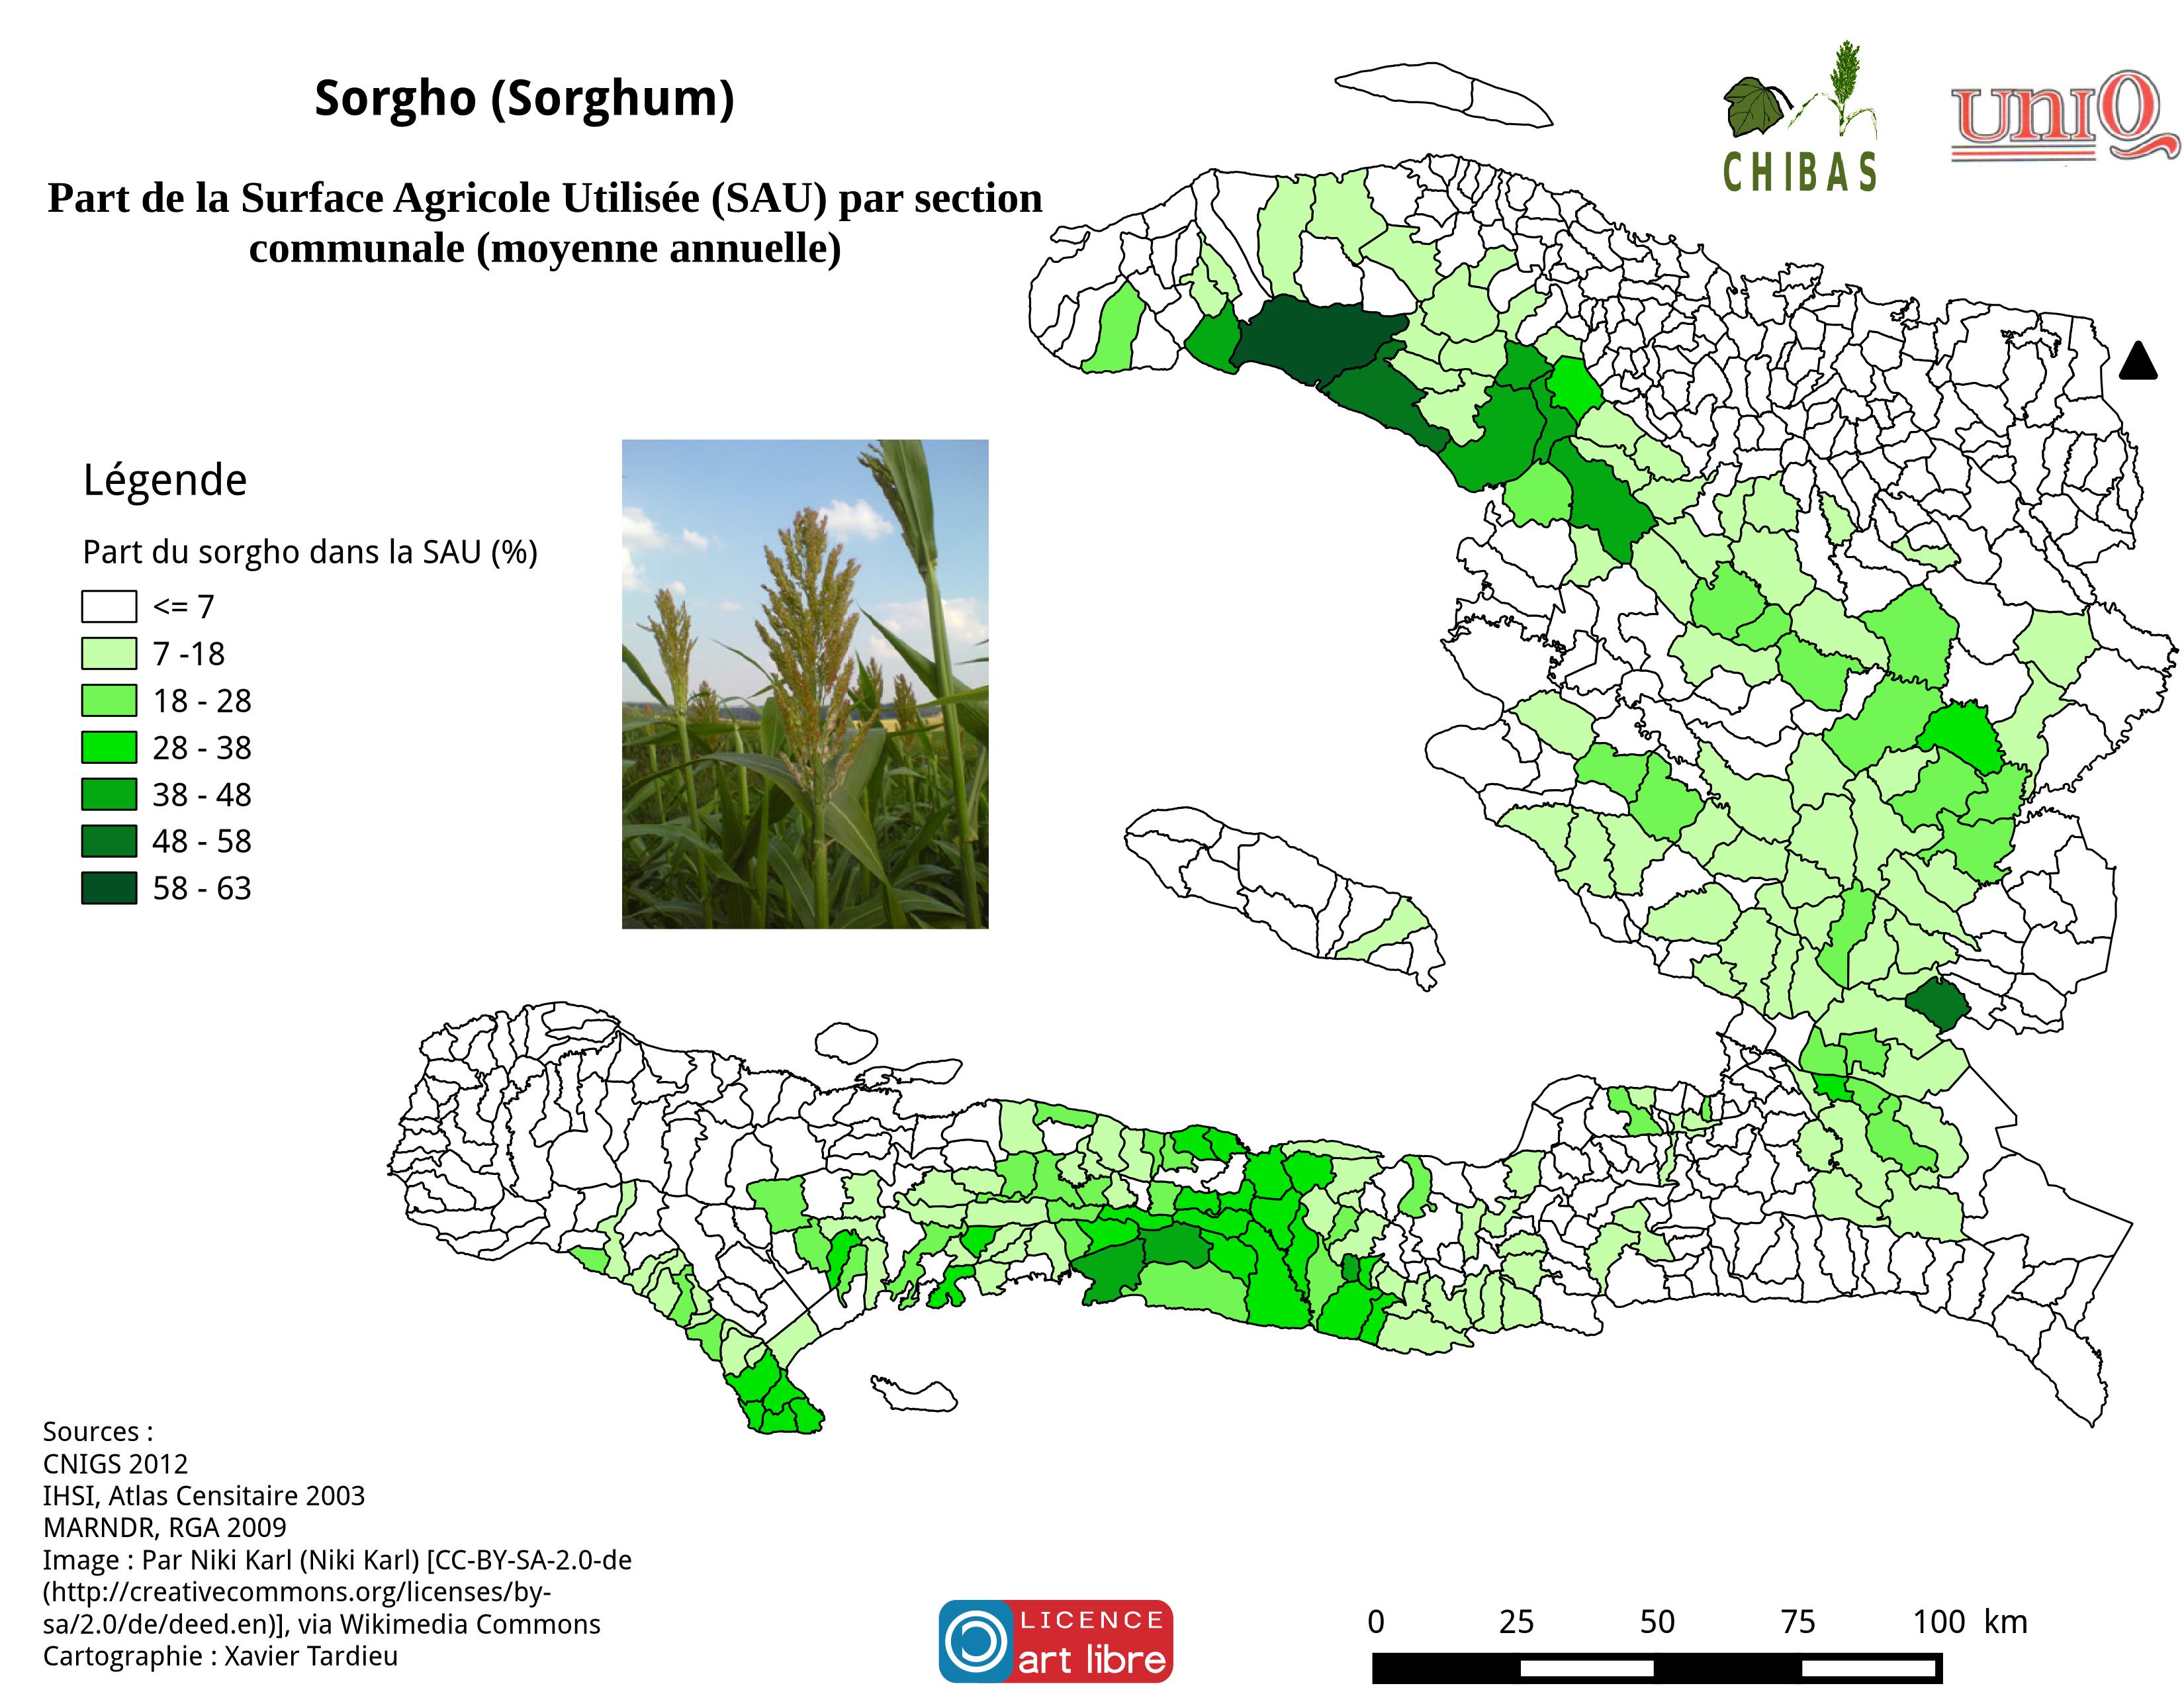 Sorgho (Sorghum)
Part de la Surface Agricole Utilisée (SAU) par section
communale (moyenne annuelle)
CHIBAS
UNIQ
Légende
Part du sorgho dans la SAU (%)
<= 7
7 -18
18 - 28
28 - 38
38 - 48
48 - 58
58 - 63
Sources :
CNIGS 2012
IHSI, Atlas Censitaire 2003
MARNDR, RGA 2009
Image : Par Niki Karl (Niki Karl) [CC-BY-SA-2.0-de
(http://creativecommons.org/licenses/by-
sa/2.0/de/deed.en)], via Wikimedia Commons
Cartographie : Xavier Tardieu
LICENCE
art libre
0 25 50 75 100 km